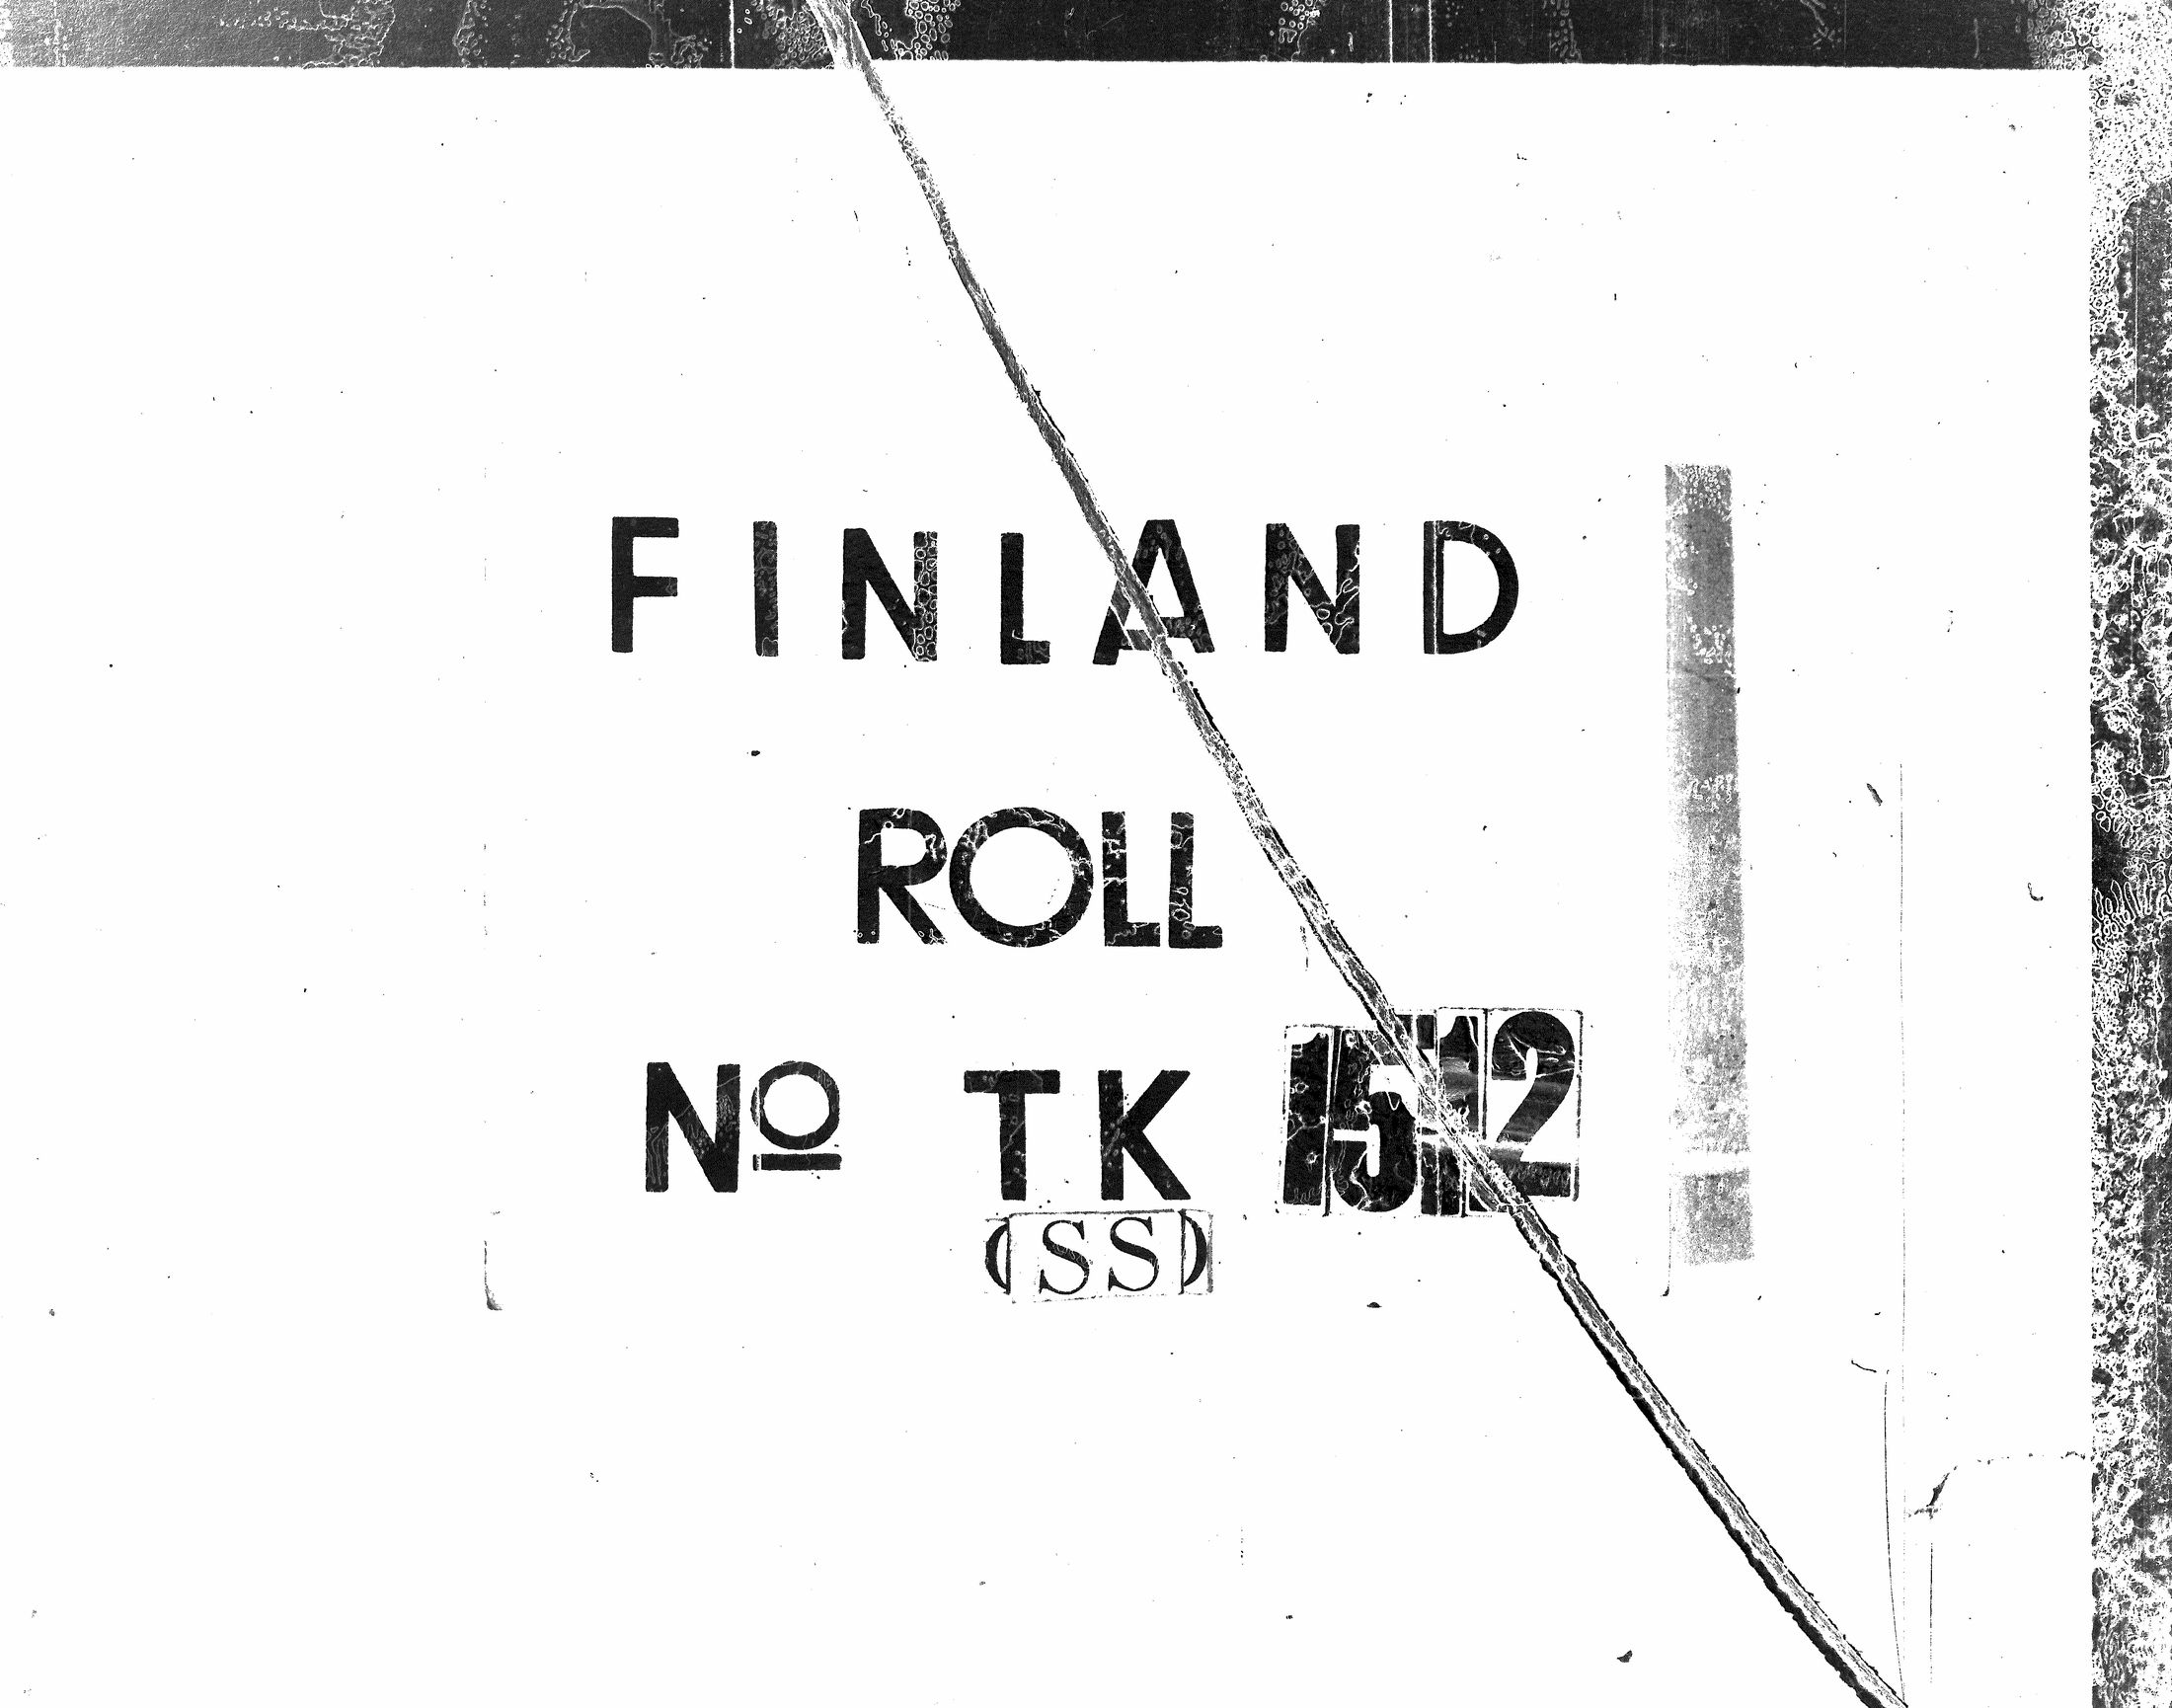 FINLAND
ROLL
Nº TK 1512
(SS)